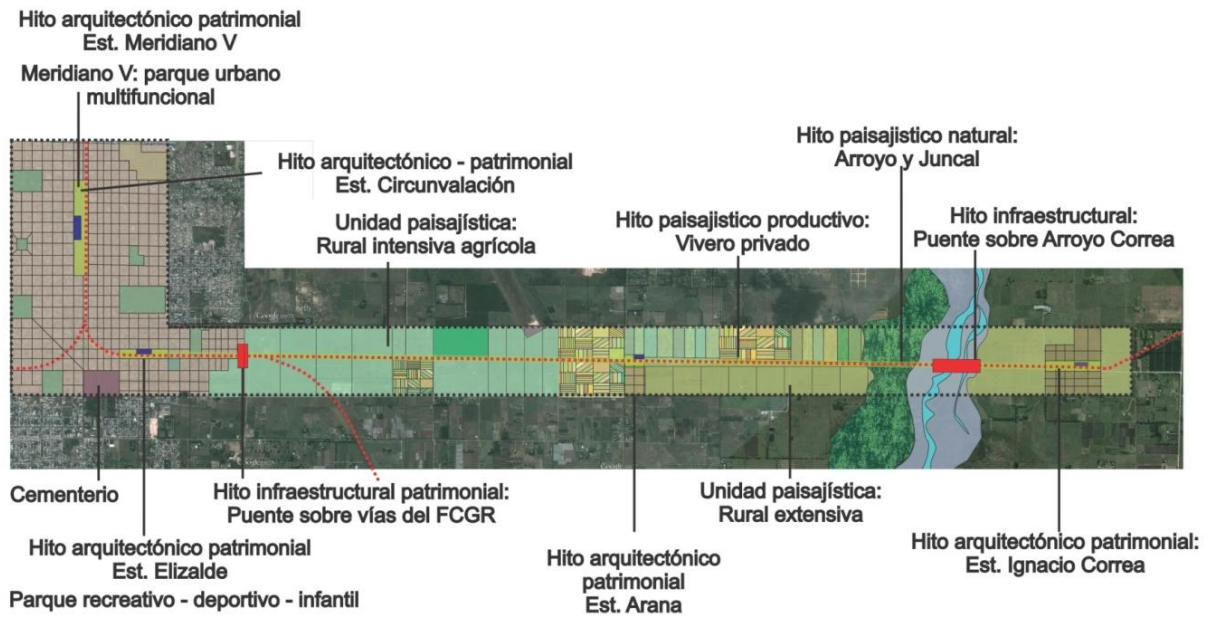 Hito arquitectónico patrimonial
Est. Meridiano V
Meridiano V: parque urbano
multifuncional
Hito arquitectónico - patrimonial
Est. Circunvalación
Unidad paisajística:
Rural intensiva agrícola
Hito paisajistico productivo:
Vivero privado
Hito paisajistico natural:
Arroyo y Juncal
Hito infraestructural:
Puente sobre Arroyo Correa
Google
Google
Cementerio
Hito arquitectónico patrimonial
Est. Elizalde
Parque recreativo - deportivo - infantil
Hito infraestructural patrimonial:
Puente sobre vías del FCGR
Hito arquitectónico
patrimonial
Est. Arana
Unidad paisajística:
Rural extensiva
Hito arquitectónico patrimonial:
Est. Ignacio Correa